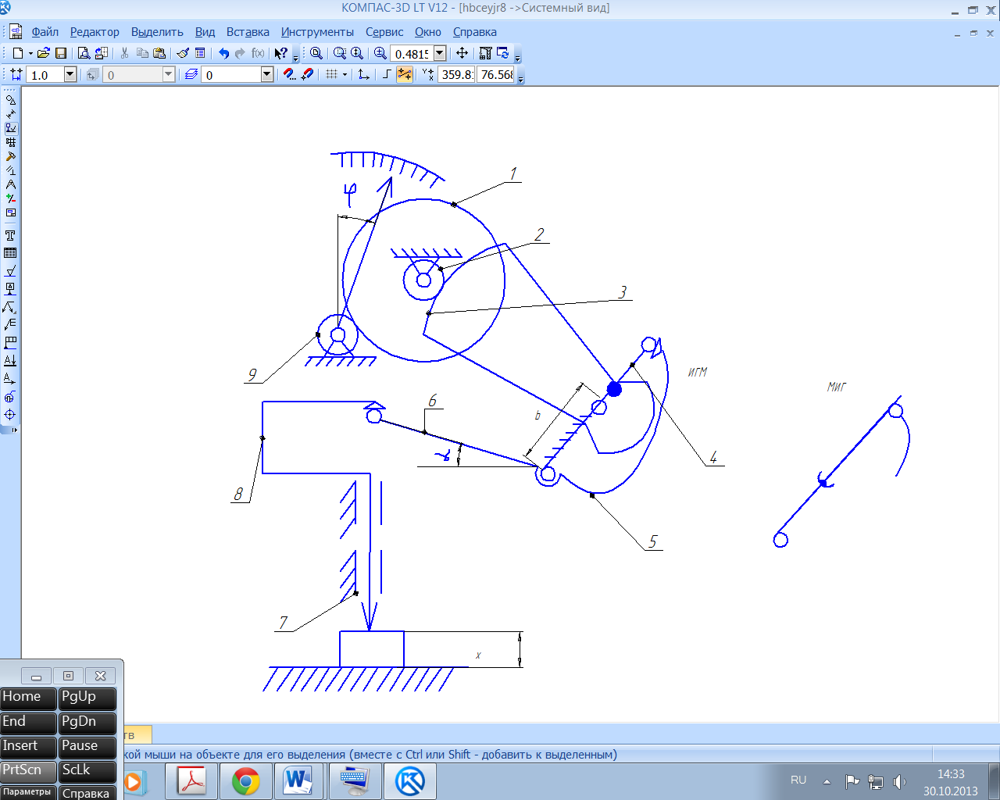 КОМПАС-3D LT V12 - [hbceyjr8 ->Системный вид]
Файл Редактор Выделить Вид Вставка Инструменты Сервис Окно Справка
f(x) 0.4815
1.0 0 0 359.8 76.568
1
φ
2
3
9
ИГМ
МИГ
b
6
4
8
5
7
x
Home PgUp
End PgDn
Insert Pause
PrtScn ScLk
Параметры Справка
тв
кой мыши на объекте для его выделения (вместе с Ctrl или Shift - добавить к выделенным)
RU
14:33
30.10.2013